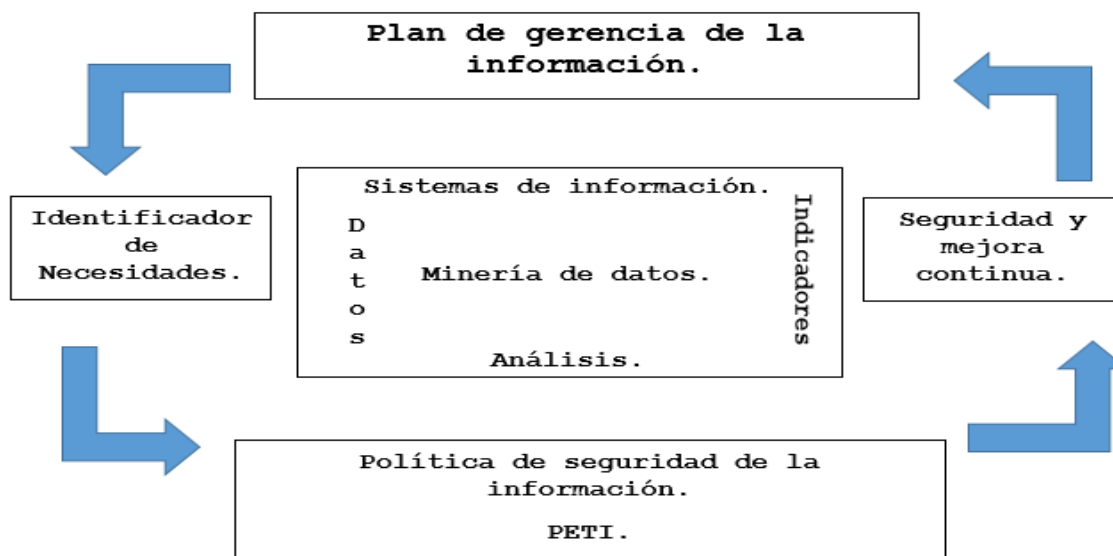 Plan de gerencia de la
información.
Identificador
de
Necesidades.
Sistemas de información.
Datos
Minería de datos.
Indicadores
Análisis.
Seguridad y
mejora
continua.
Política de seguridad de la
información.
PETI.